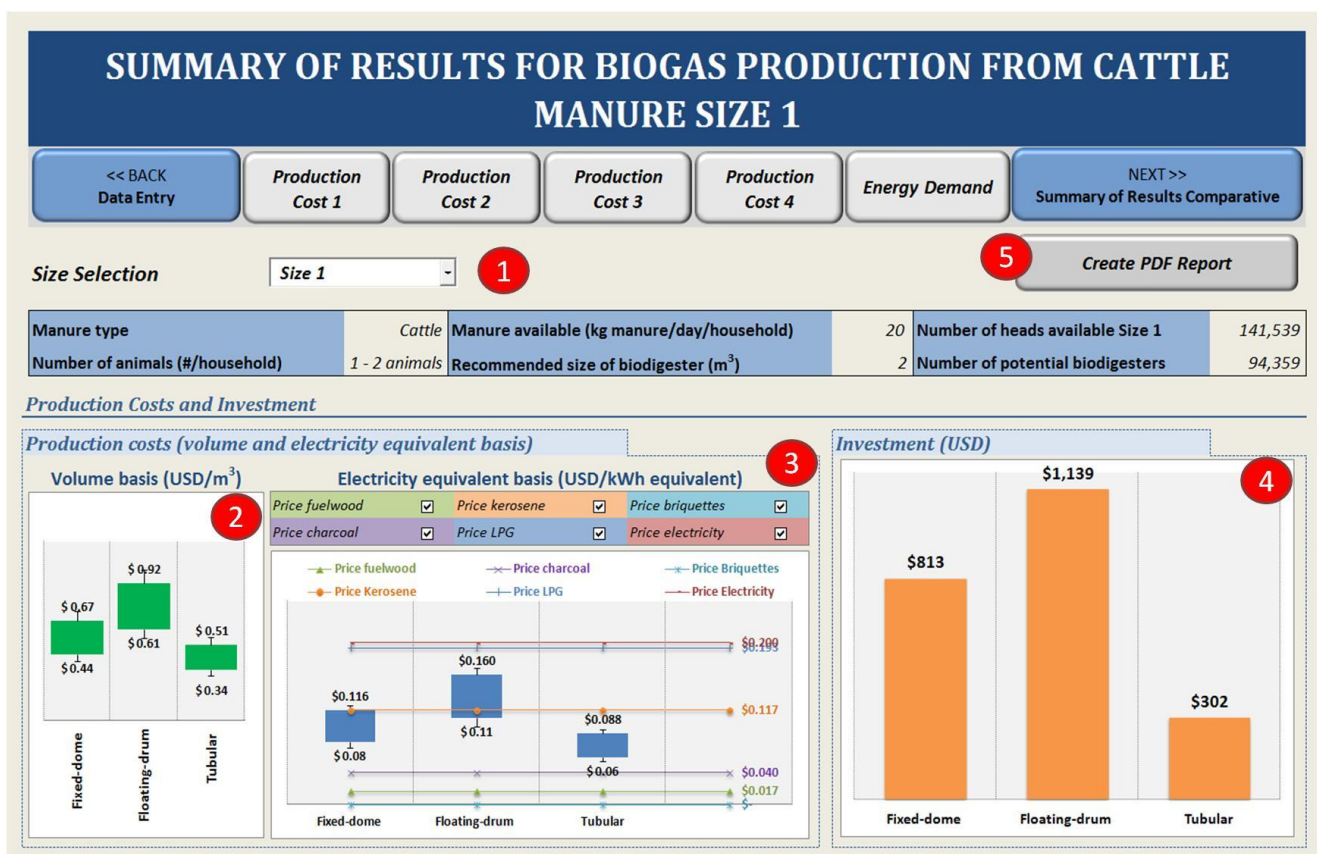 SUMMARY OF RESULTS FOR BIOGAS PRODUCTION FROM CATTLE
MANURE SIZE 1
<< BACK
Data Entry
Production
Cost 1
Production
Cost 2
Production
Cost 3
Production
Cost 4
Energy Demand
NEXT >>
Summary of Results Comparative
Size Selection
Size 1
1
5
Create PDF Report
Manure type Cattle Manure available (kg manure/day/household) 20 Number of heads available Size 1 141,539
Number of animals (#/household) 1 - 2 animals Recommended size of biodigester (m³) 2 Number of potential biodigesters 94,359
Production Costs and Investment
Production costs (volume and electricity equivalent basis)
Volume basis (USD/m³)
2
$ 0.67
$ 0.44
$ 0.92
$ 0.61
$ 0.51
$ 0.34
Fixed-dome
Floating-drum
Tubular
Electricity equivalent basis (USD/kWh equivalent)
3
Price fuelwood Price kerosene Price briquettes
Price charcoal Price LPG Price electricity
Price fuelwood Price charcoal Price Briquettes
Price Kerosene Price LPG Price Electricity
$0.200
$0.193
$0.160
$0.116
$0.117
$0.11
$0.088
$0.08
$0.06
$0.040
$0.017
$-
Fixed-dome Floating-drum Tubular
Investment (USD)
4
$1,139
$813
$302
Fixed-dome Floating-drum Tubular